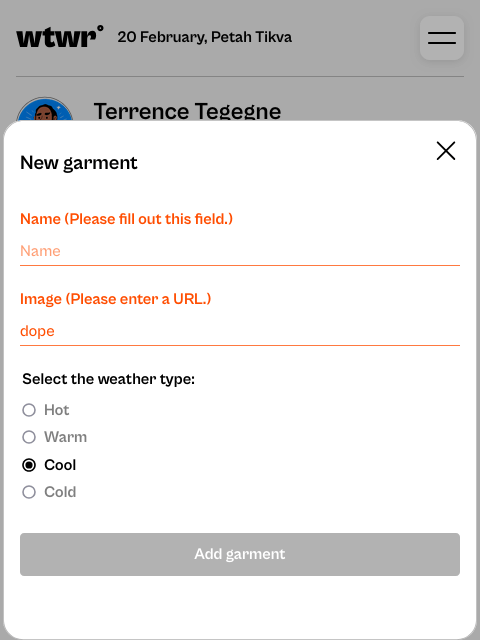 wtwr°
20 February, Petah Tikva
Terrence Tegegne
New garment
Name (Please fill out this field.)
Name
Image (Please enter a URL.)
dope
Select the weather type:
Hot
Warm
Cool
Cold
Add garment